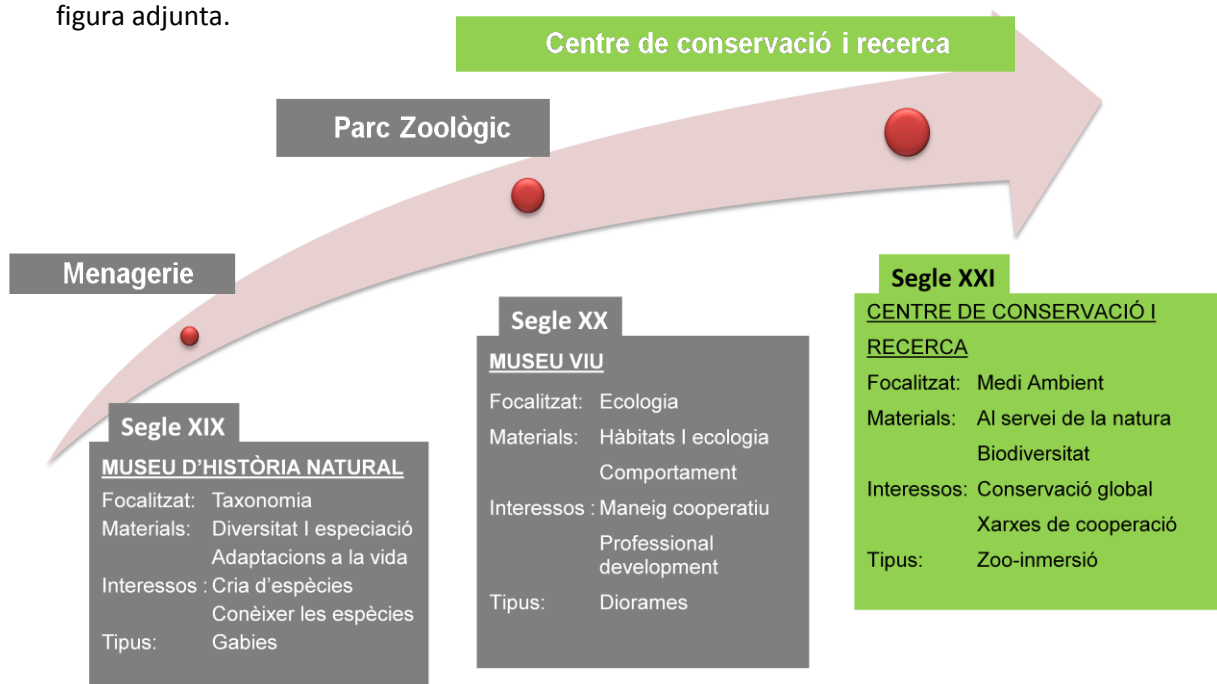 figura adjunta.
Centre de conservació i recerca
Parc Zoològic
Menagerie
Segle XIX
MUSEU D'HISTÒRIA NATURAL
Focalitzat: Taxonomia
Materials: Diversitat I especiació
Adaptacions a la vida
Interessos : Cria d'espècies
Conèixer les espècies
Tipus: Gabies
Segle XX
MUSEU VIU
Focalitzat: Ecologia
Materials: Hàbitats I ecologia
Comportament
Interessos : Maneig cooperatiu
Professional
development
Tipus: Diorames
Segle XXI
CENTRE DE CONSERVACIÓ I
RECERCA
Focalitzat: Medi Ambient
Materials: Al servei de la natura
Biodiversitat
Interessos: Conservació global
Xarxes de cooperació
Tipus: Zoo-inmersió